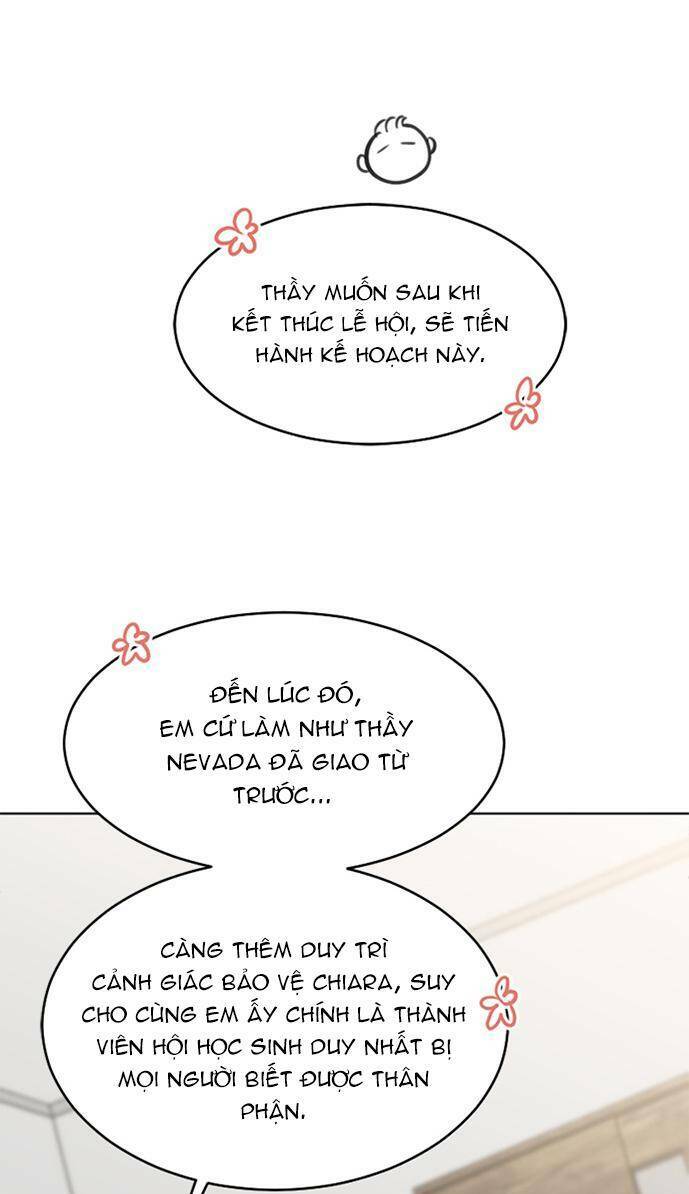 THẦY MUỐN SAU KHI
KẾT THÚC LỄ HỘI, SẼ TIẾN
HÀNH KẾ HOẠCH NÀY.
ĐẾN LÚC ĐÓ,
EM CỨ LÀM NHƯ THẦY
NEVADA ĐÃ GIAO TỪ
TRƯỚC...
CÀNG THÊM DUY TRÌ
CẢNH GIÁC BẢO VỆ CHIARA, SUY
CHO CÙNG EM ẤY CHÍNH LÀ THÀNH
VIÊN HỘI HỌC SINH DUY NHẤT BỊ
MỌI NGƯỜI BIẾT ĐƯỢC THÂN
PHẬN.